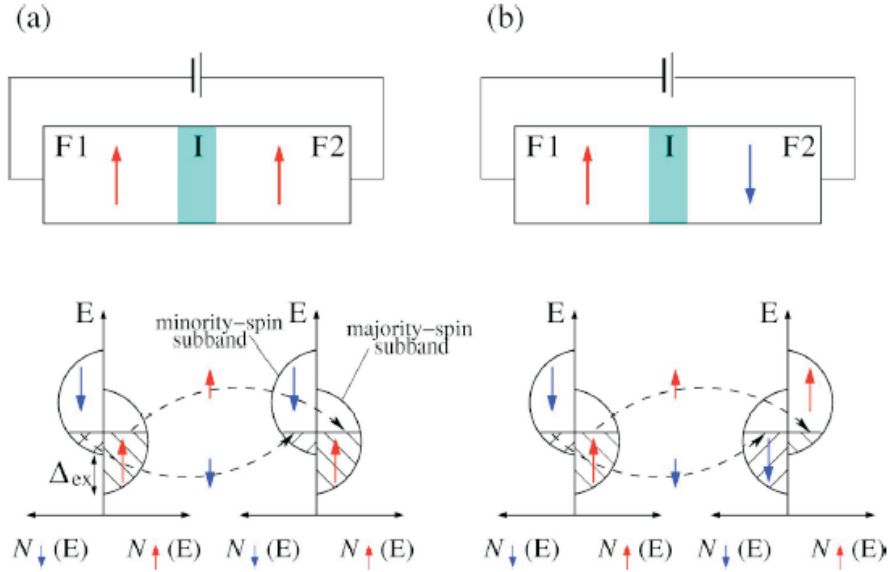 (a)
(b)
F1 I F2
F1 I F2
E
minority-spin
subband
E
majority-spin
subband
E
E
Δex
N↓(E) N↑(E) N↓(E) N↑(E)
N↓(E) N↑(E) N↓(E) N↑(E)